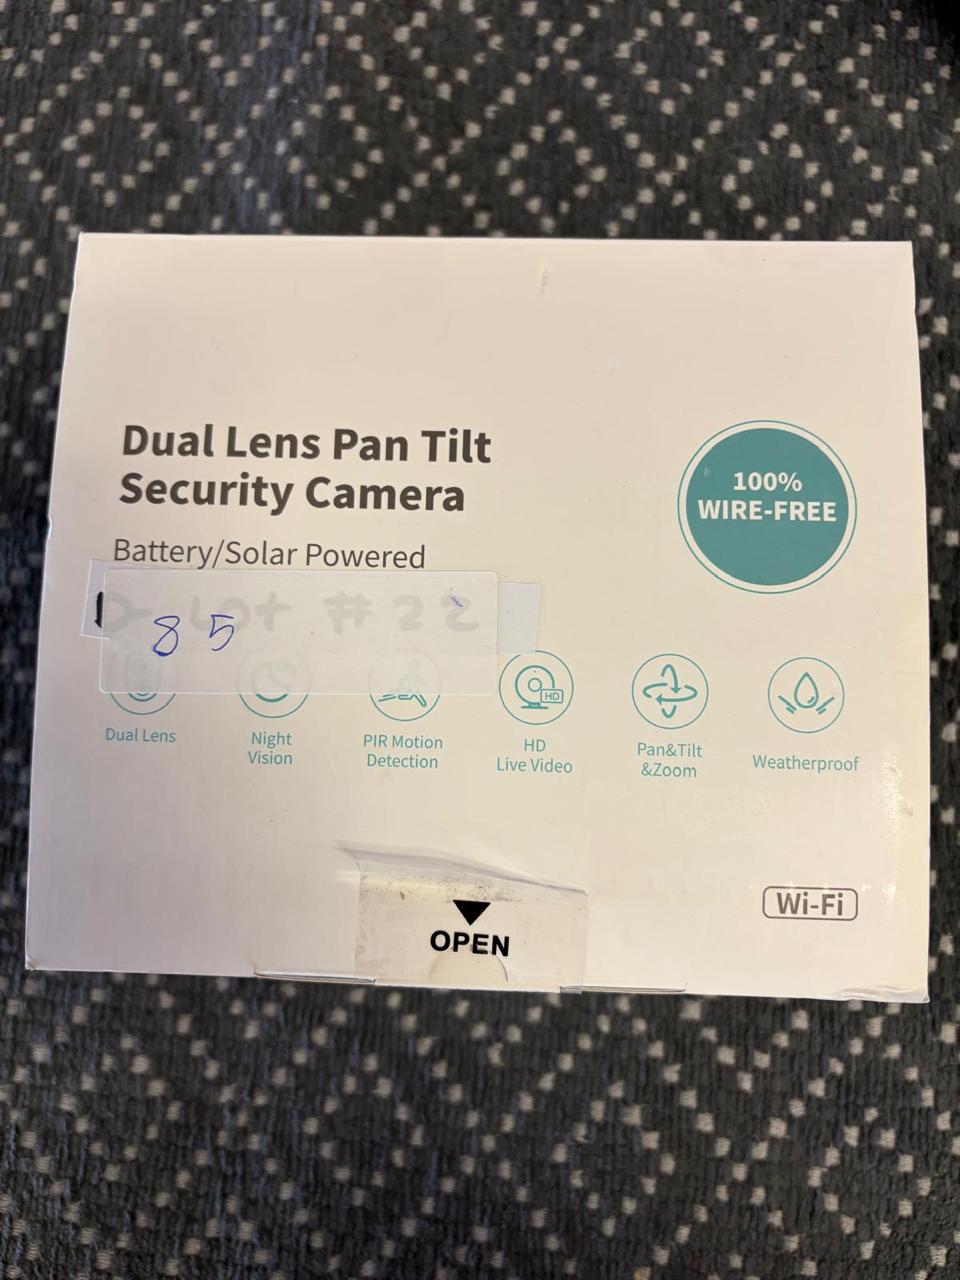 Dual Lens Pan Tilt
Security Camera
100%
WIRE-FREE
Battery/Solar Powered
Lot #22
85
HD
Dual Lens
Night
Vision
PIR Motion
Detection
HD
Live Video
Pan&Tilt
&Zoom
Weatherproof
Wi-Fi
OPEN